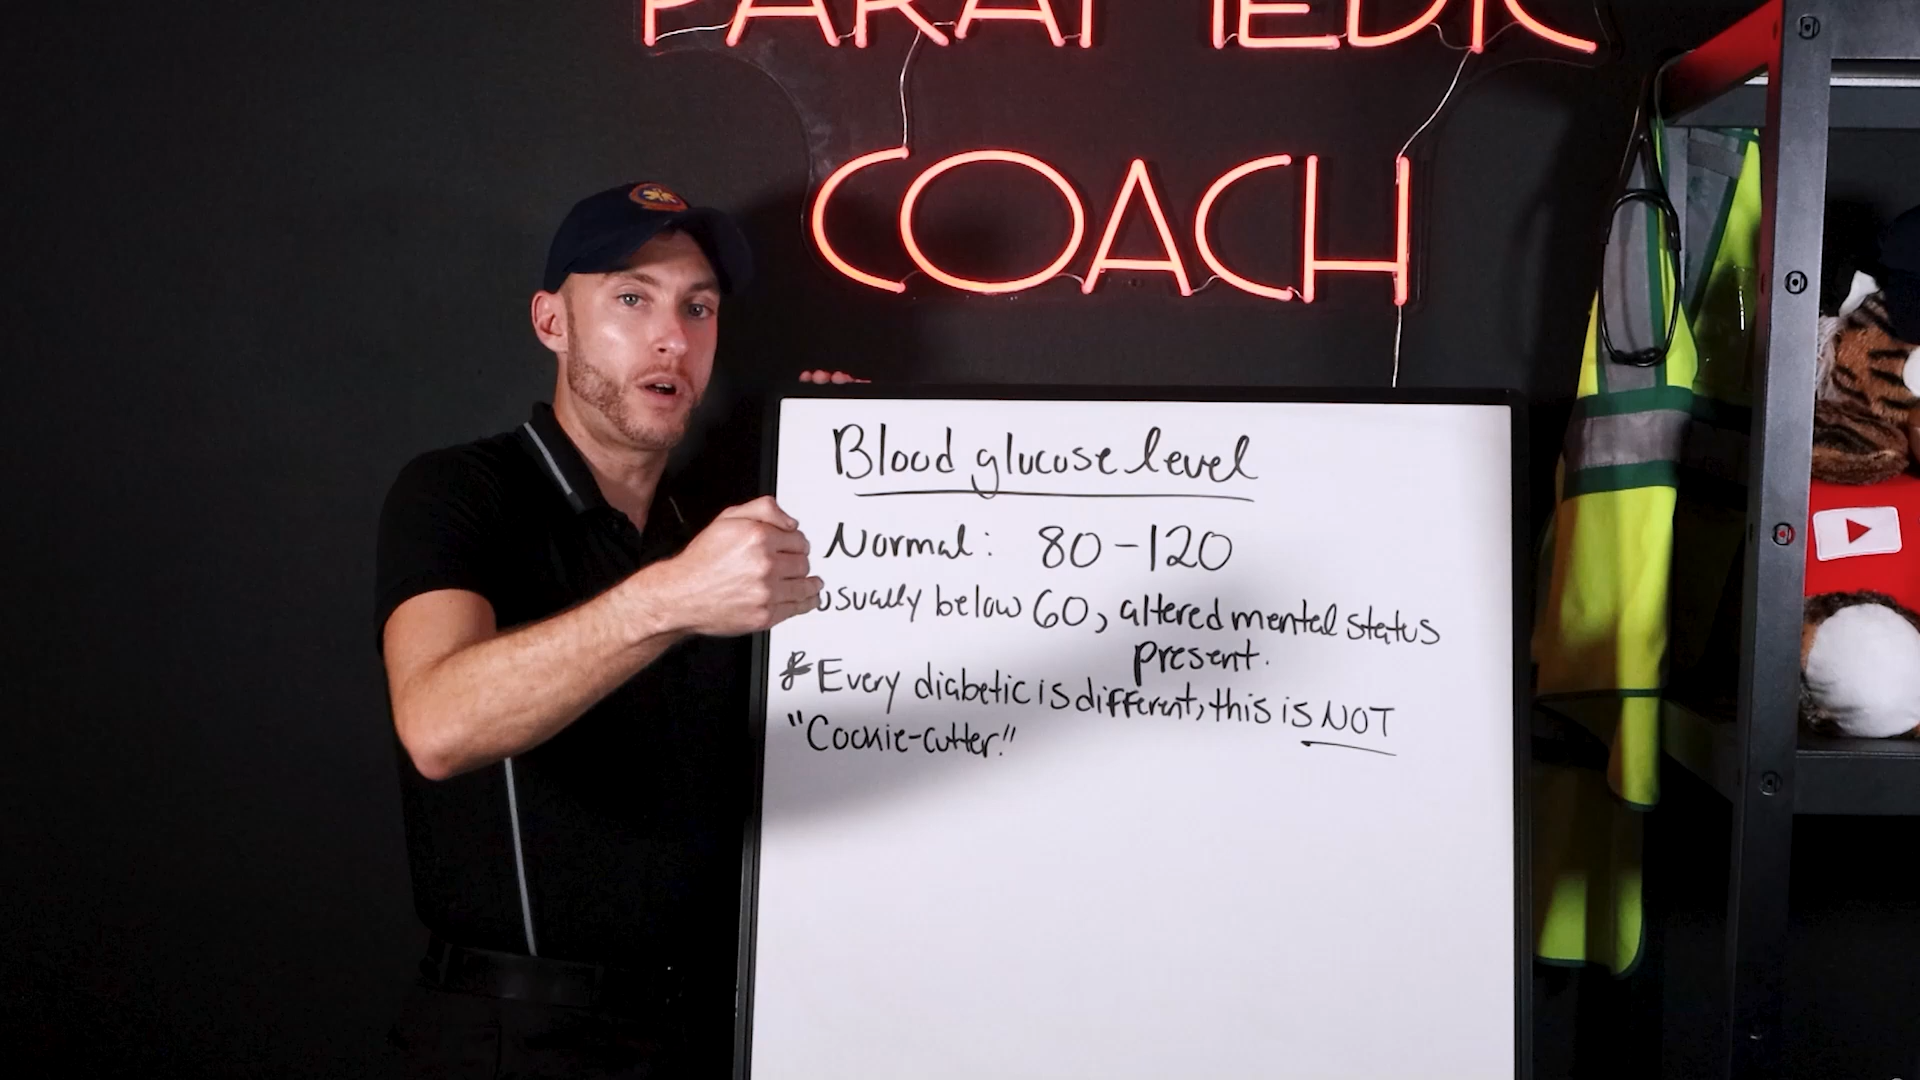 PARAMEDIC
COACH
Blood glucose level
Normal: 80-120
usually below 60, altered mental status
present.
* Every diabetic is different, this is NOT
"Cookie-cutter."